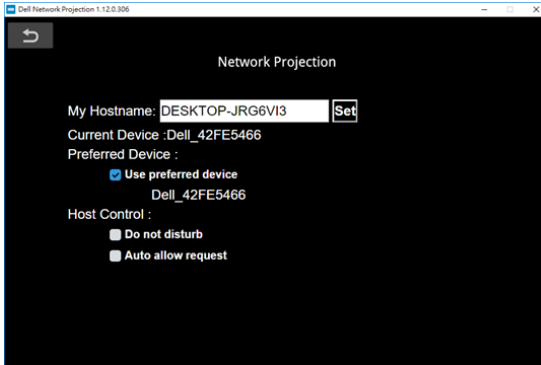 Dell Network Projection 1.12.0.306
Network Projection
My Hostname: DESKTOP-JRG6VI3 Set
Current Device :Dell_42FE5466
Preferred Device :
Use preferred device
Dell_42FE5466
Host Control :
Do not disturb
Auto allow request